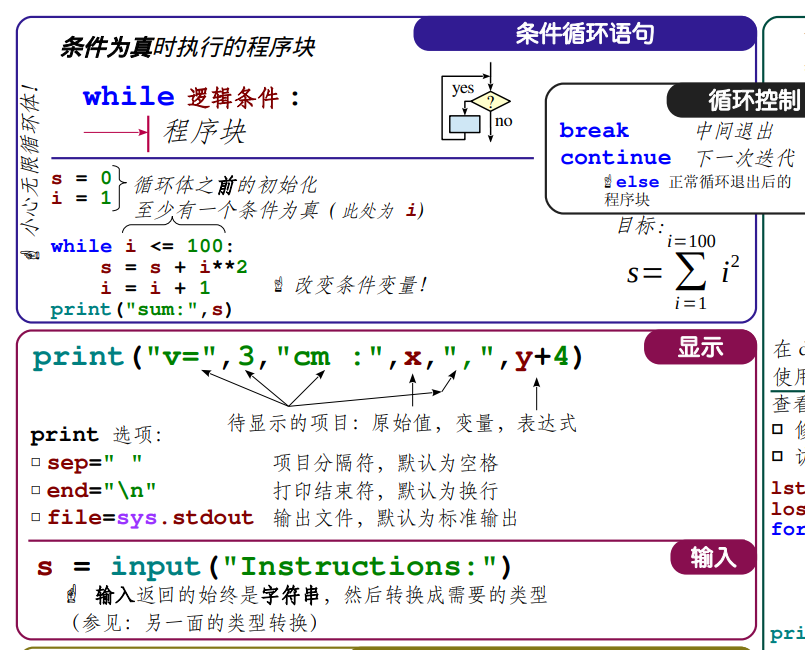 条件循环语句
条件为真时执行的程序块
小心无限循环体!
while 逻辑条件 :
程序块
yes
?
no
循环控制
break 中间退出
continue 下一次迭代
else 正常循环退出后的
程序块
s = 0
i = 1
循环体之前的初始化
至少有一个条件为真 ( 此处为 i)
while i <= 100:
s = s + i**2
i = i + 1
改变条件变量!
print("sum:",s)
目标:
i=100
s=∑i²
i=1
显示
print("v=",3,"cm :",x,",",y+4)
待显示的项目: 原始值, 变量, 表达式
print 选项:
□ sep=" " 项目分隔符, 默认为空格
□ end="\n" 打印结束符, 默认为换行
□ file=sys.stdout 输出文件, 默认为标准输出
输入
s = input("Instructions:")
输入返回的始终是字符串, 然后转换成需要的类型
(参见: 另一面的类型转换)
在
使用
查看
□
□
lst
los
for
pri